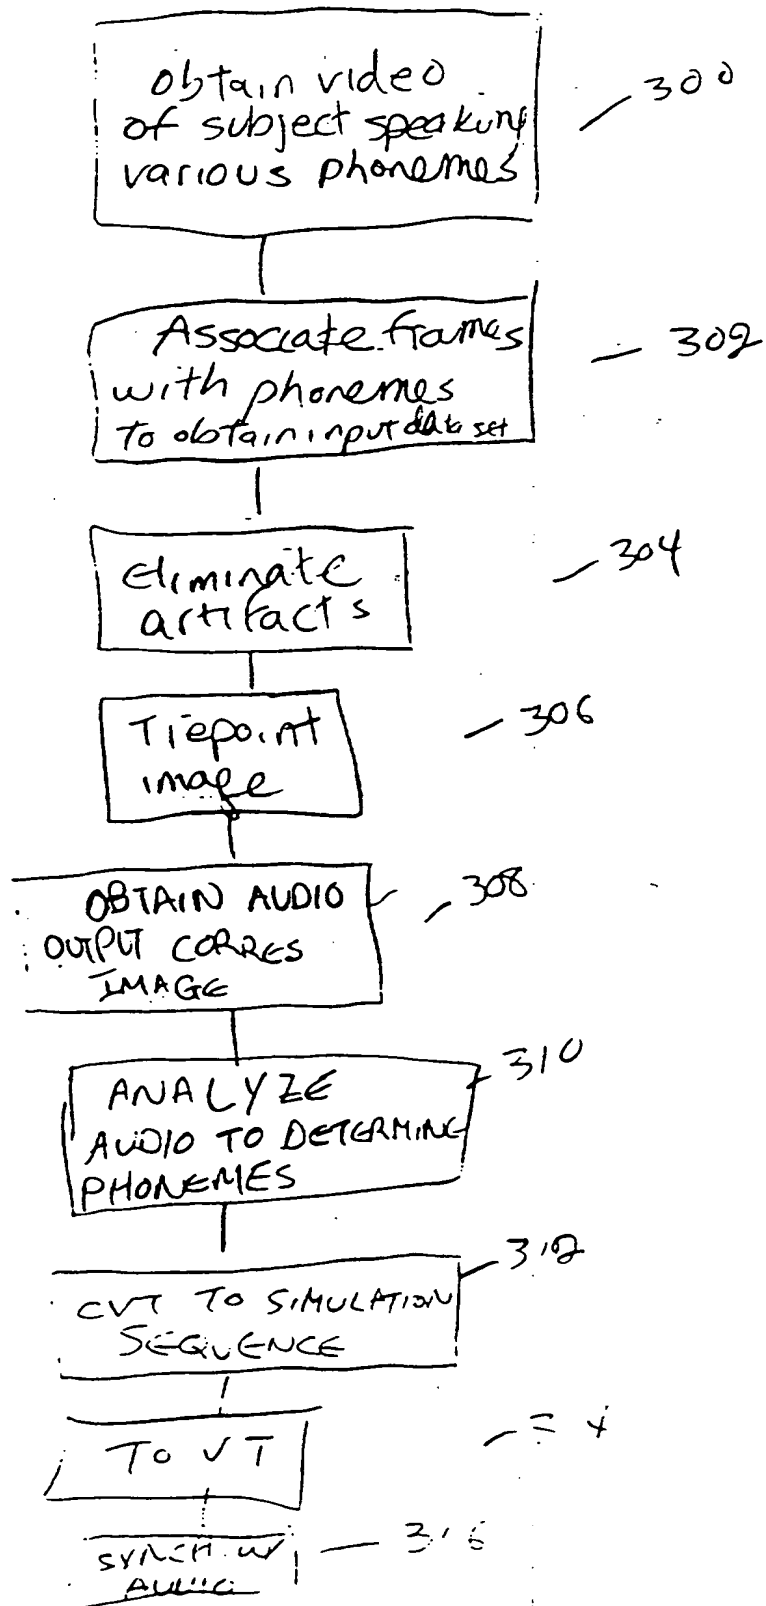 obtain video
of subject speaking
various phonemes
300
Associate frames
with phonemes
to obtain input data set
302
Eliminate
artifacts
304
Tiepoint
image
306
OBTAIN AUDIO
OUTPUT CORRES
IMAGE
308
ANALYZE
AUDIO TO DETERMINE
PHONEMES
310
CVT TO SIMULATION
SEQUENCE
312
TO VT
SYNCH W/
AUDIO
316